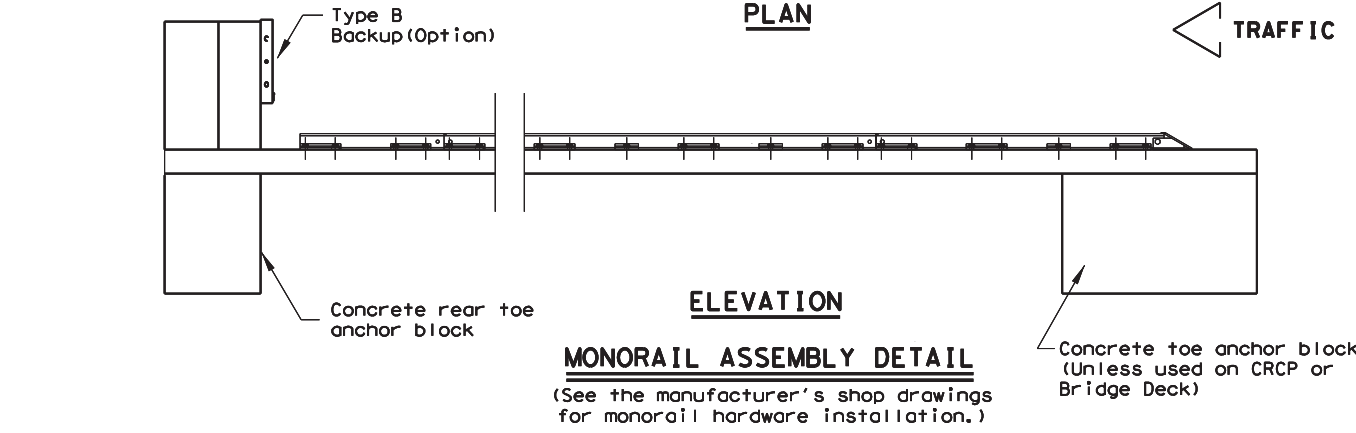 Type B
Backup(Option)
PLAN
TRAFFIC
Concrete rear toe
anchor block
ELEVATION
MONORAIL ASSEMBLY DETAIL
(See the manufacturer's shop drawings
for monorail hardware installation.)
Concrete toe anchor block
(Unless used on CRCP or
Bridge Deck)